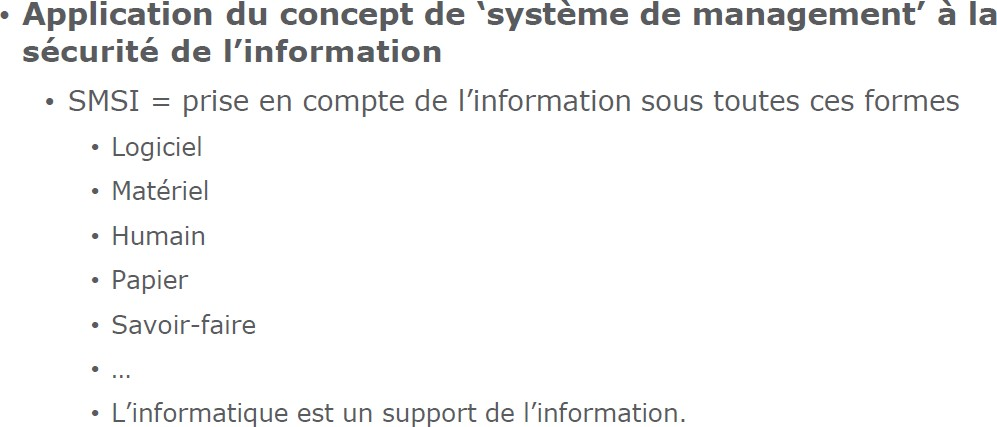 • Application du concept de ‘système de management’ à la
sécurité de l’information
• SMSI = prise en compte de l’information sous toutes ces formes
• Logiciel
• Matériel
• Humain
• Papier
• Savoir-faire
• …
• L’informatique est un support de l’information.